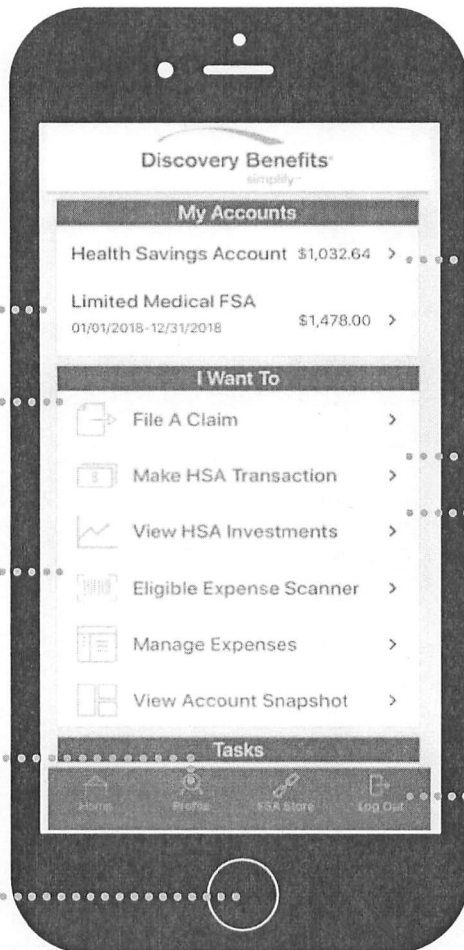 Discovery Benefits
simplify™
My Accounts
Health Savings Account $1,032.64 >
Limited Medical FSA
01/01/2018-12/31/2018 $1,478.00 >
I Want To
File A Claim >
Make HSA Transaction >
View HSA Investments >
Eligible Expense Scanner >
Manage Expenses >
View Account Snapshot >
Tasks
Home Profile FSA Store Log Out